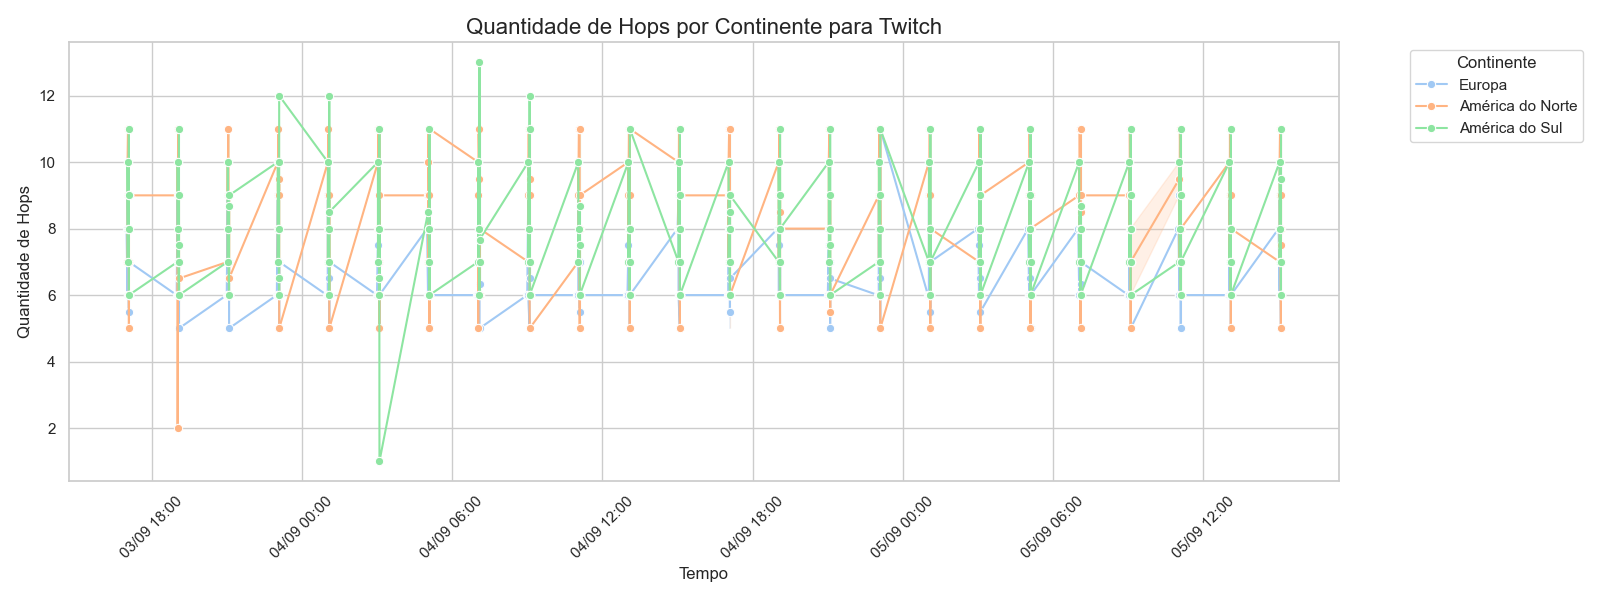 Quantidade de Hops por Continente para Twitch
Continente
Europa
América do Norte
América do Sul
Quantidade de Hops
12
10
8
6
4
2
03/09 18:00
04/09 00:00
04/09 06:00
04/09 12:00
04/09 18:00
05/09 00:00
05/09 06:00
05/09 12:00
Tempo